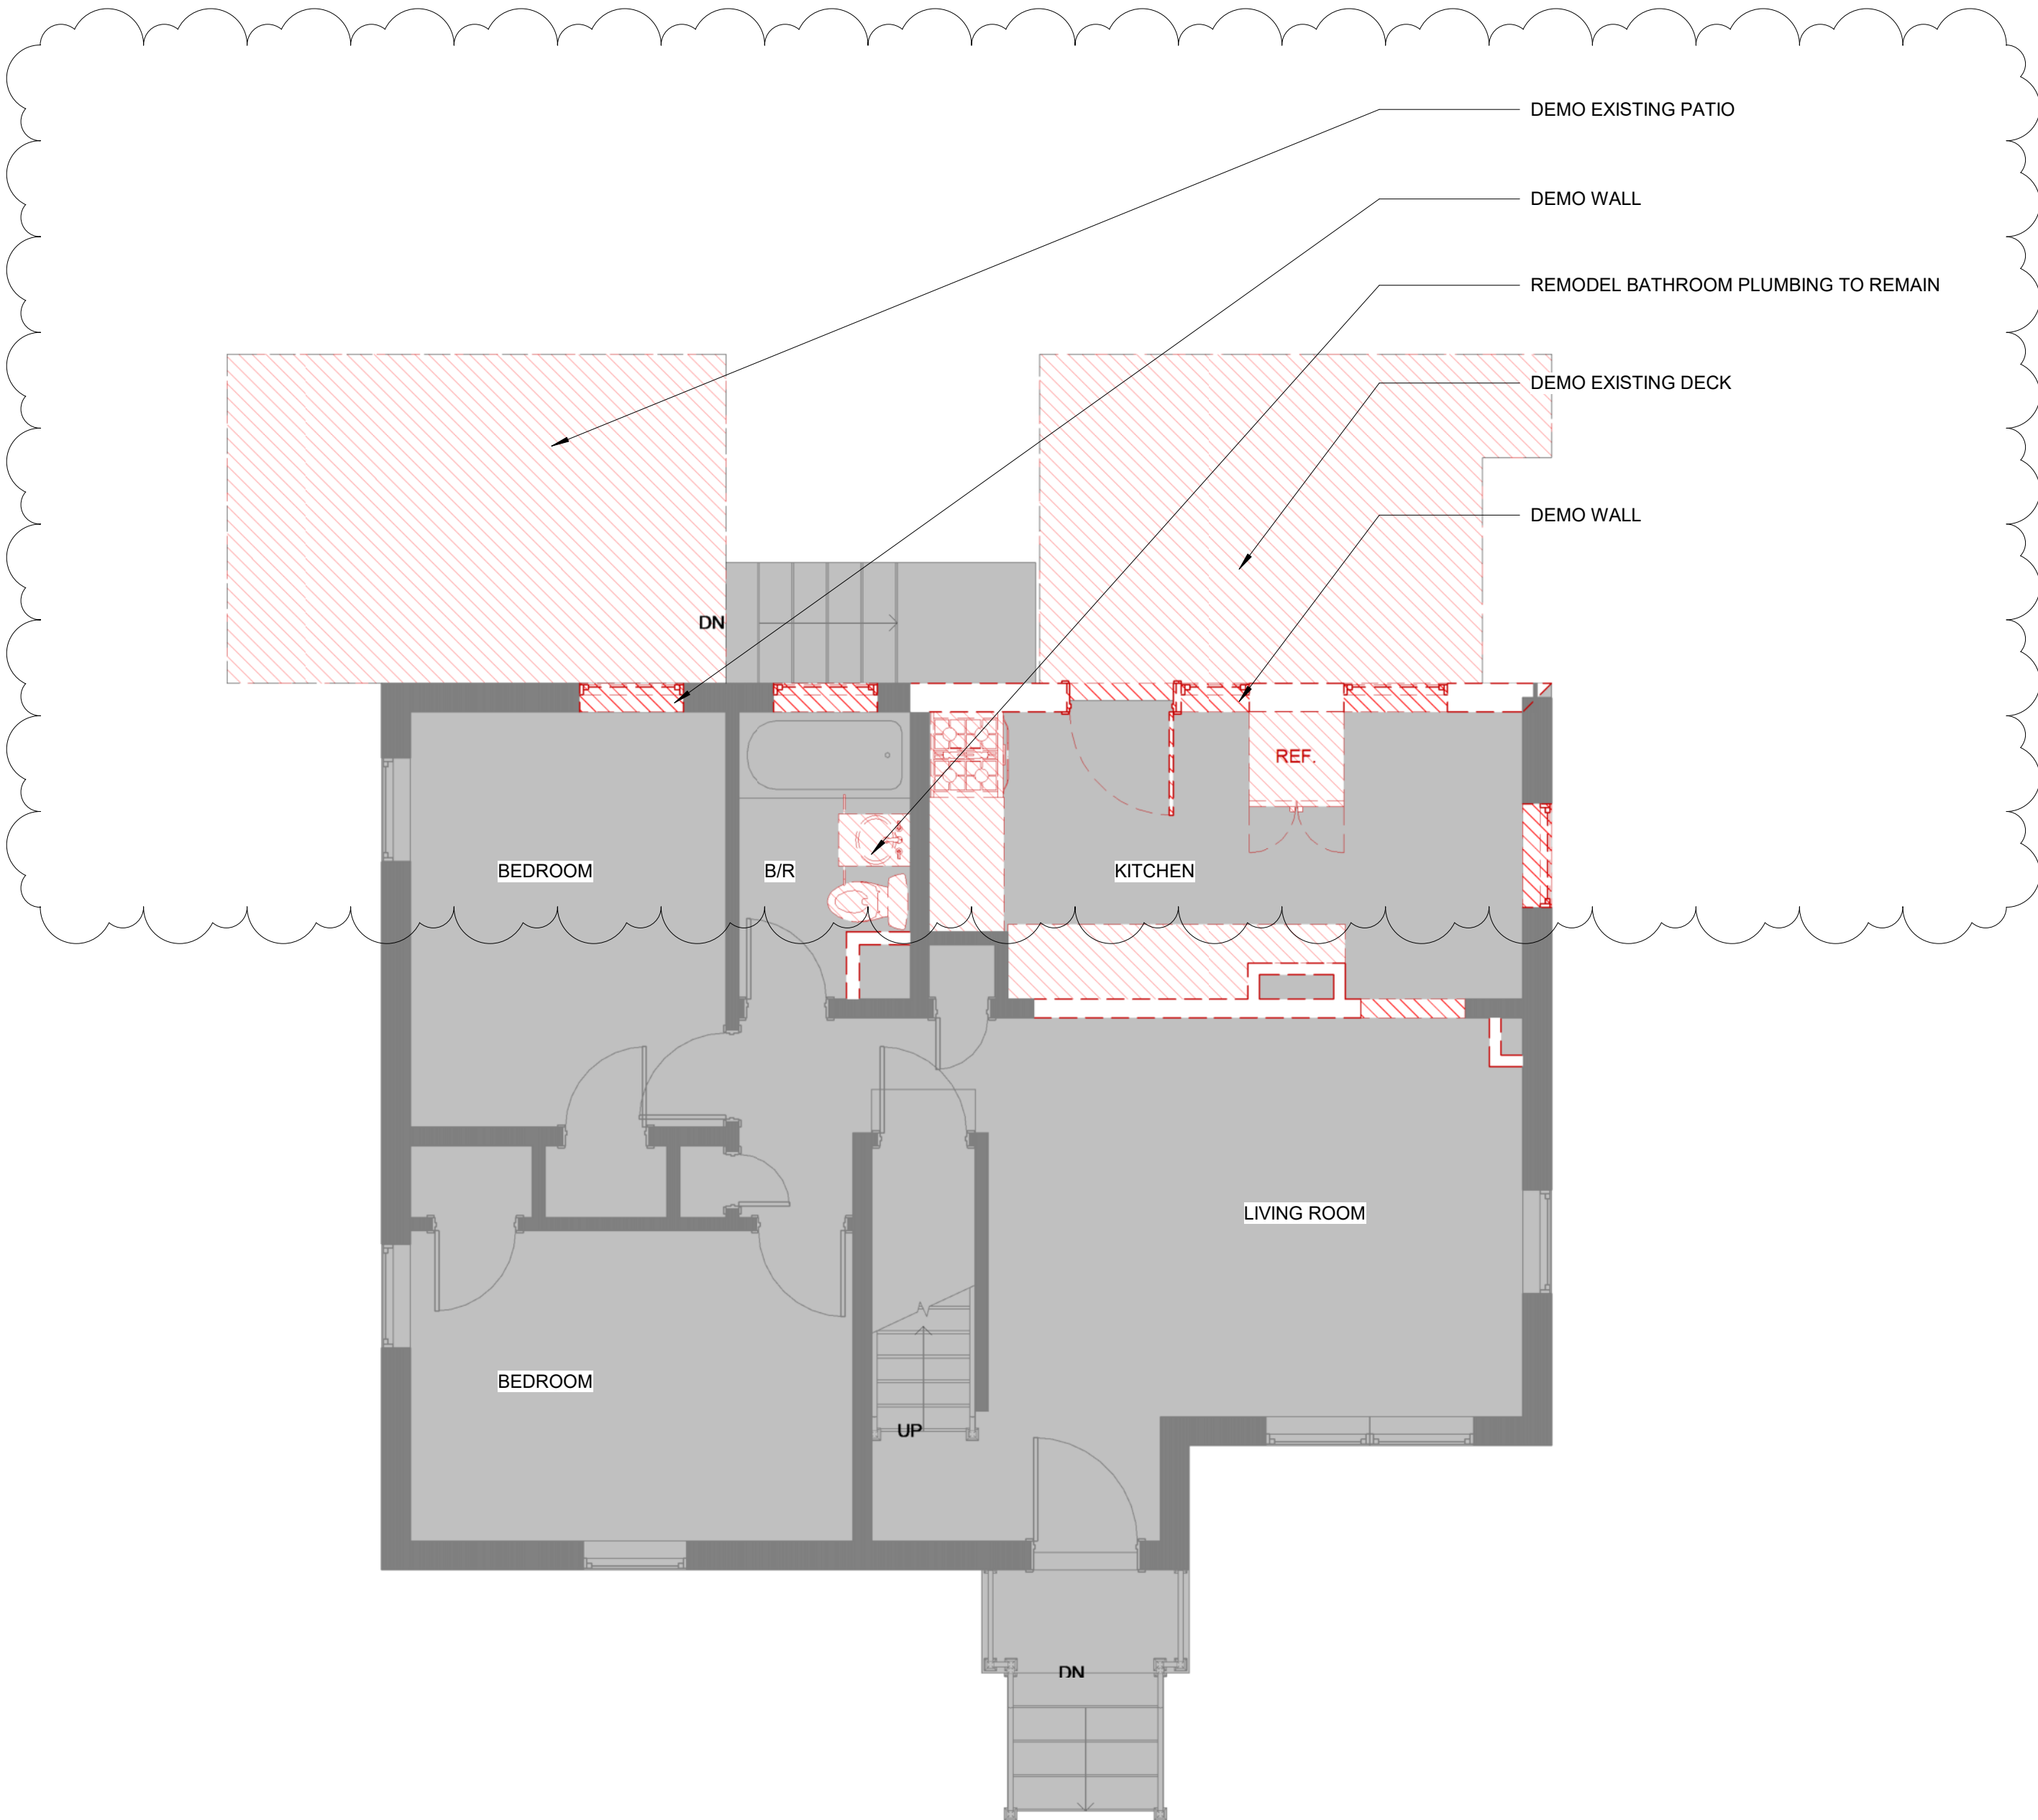 DEMO EXISTING PATIO
DEMO WALL
REMODEL BATHROOM PLUMBING TO REMAIN
DEMO EXISTING DECK
DEMO WALL
DN
REF.
BEDROOM
B/R
KITCHEN
LIVING ROOM
BEDROOM
UP
DN